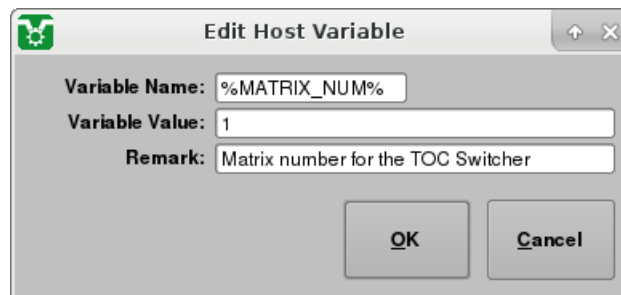 Edit Host Variable
Variable Name: %MATRIX_NUM%
Variable Value: 1
Remark: Matrix number for the TOC Switcher
OK Cancel